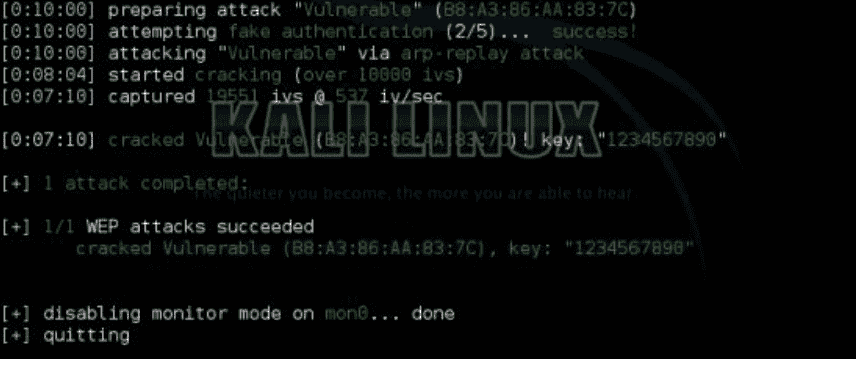 [0:10:00] preparing attack "Vulnerable" (B8:A3:86:AA:83:7C)
[0:10:00] attempting fake authentication (2/5)... success!
[0:10:00] attacking "Vulnerable" via arp-replay attack
[0:08:04] started cracking (over 10000 ivs)
[0:07:10] captured 19551 ivs @ 537 iv/sec
KALI LINUX
[0:07:10] cracked Vulnerable (B8:A3:86:AA:83:7C)! key: "1234567890"
[+] 1 attack completed:
The quieter you become, the more you are able to hear
[+] 1/1 WEP attacks succeeded
cracked Vulnerable (B8:A3:86:AA:83:7C), key: "1234567890"
[+] disabling monitor mode on mon0... done
[+] quitting